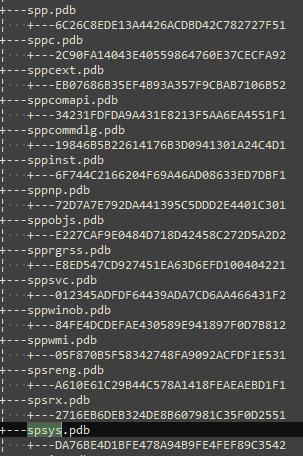 +---spp.pdb
¦   +---6C26C8EDE13A4426ACDBD42C782727F51
+---sppc.pdb
¦   +---2C90FA14043E40559864760E37CECFA92
+---sppcext.pdb
¦   +---EB07686B35EF4B93A357F9CBAB7106B52
+---sppcomapi.pdb
¦   +---34231FDFDA9A431E8213F5AA6EA4551F1
+---sppcommdlg.pdb
¦   +---19846B5B22614176B3D0941301A24C4D1
+---sppinst.pdb
¦   +---6F744C2166204F69A46AD08633ED7DBF1
+---sppnp.pdb
¦   +---72D7A7E792DA441395C5DDD2E4401C301
+---sppobjs.pdb
¦   +---E227CAF9E0484D718D42458C272D5A2D2
+---spprgrss.pdb
¦   +---E8ED547CD927451EA63D6EFD100404221
+---sppsvc.pdb
¦   +---012345ADFDF64439ADA7CD6AA466431F2
+---sppwinob.pdb
¦   +---84FE4DCDEFAE430589E941897F0D7B812
+---sppwmi.pdb
¦   +---05F870B5F58342748FA9092ACFDF1E531
+---spsreng.pdb
¦   +---A610E61C29B44C578A1418FEAEAEBD1F1
+---spsrx.pdb
¦   +---2716EB6DEB324DE8B607981C35F0D2551
+---spsys.pdb
¦   +---DA76BE4D1BFE478A94B9FE4FEF89C3542